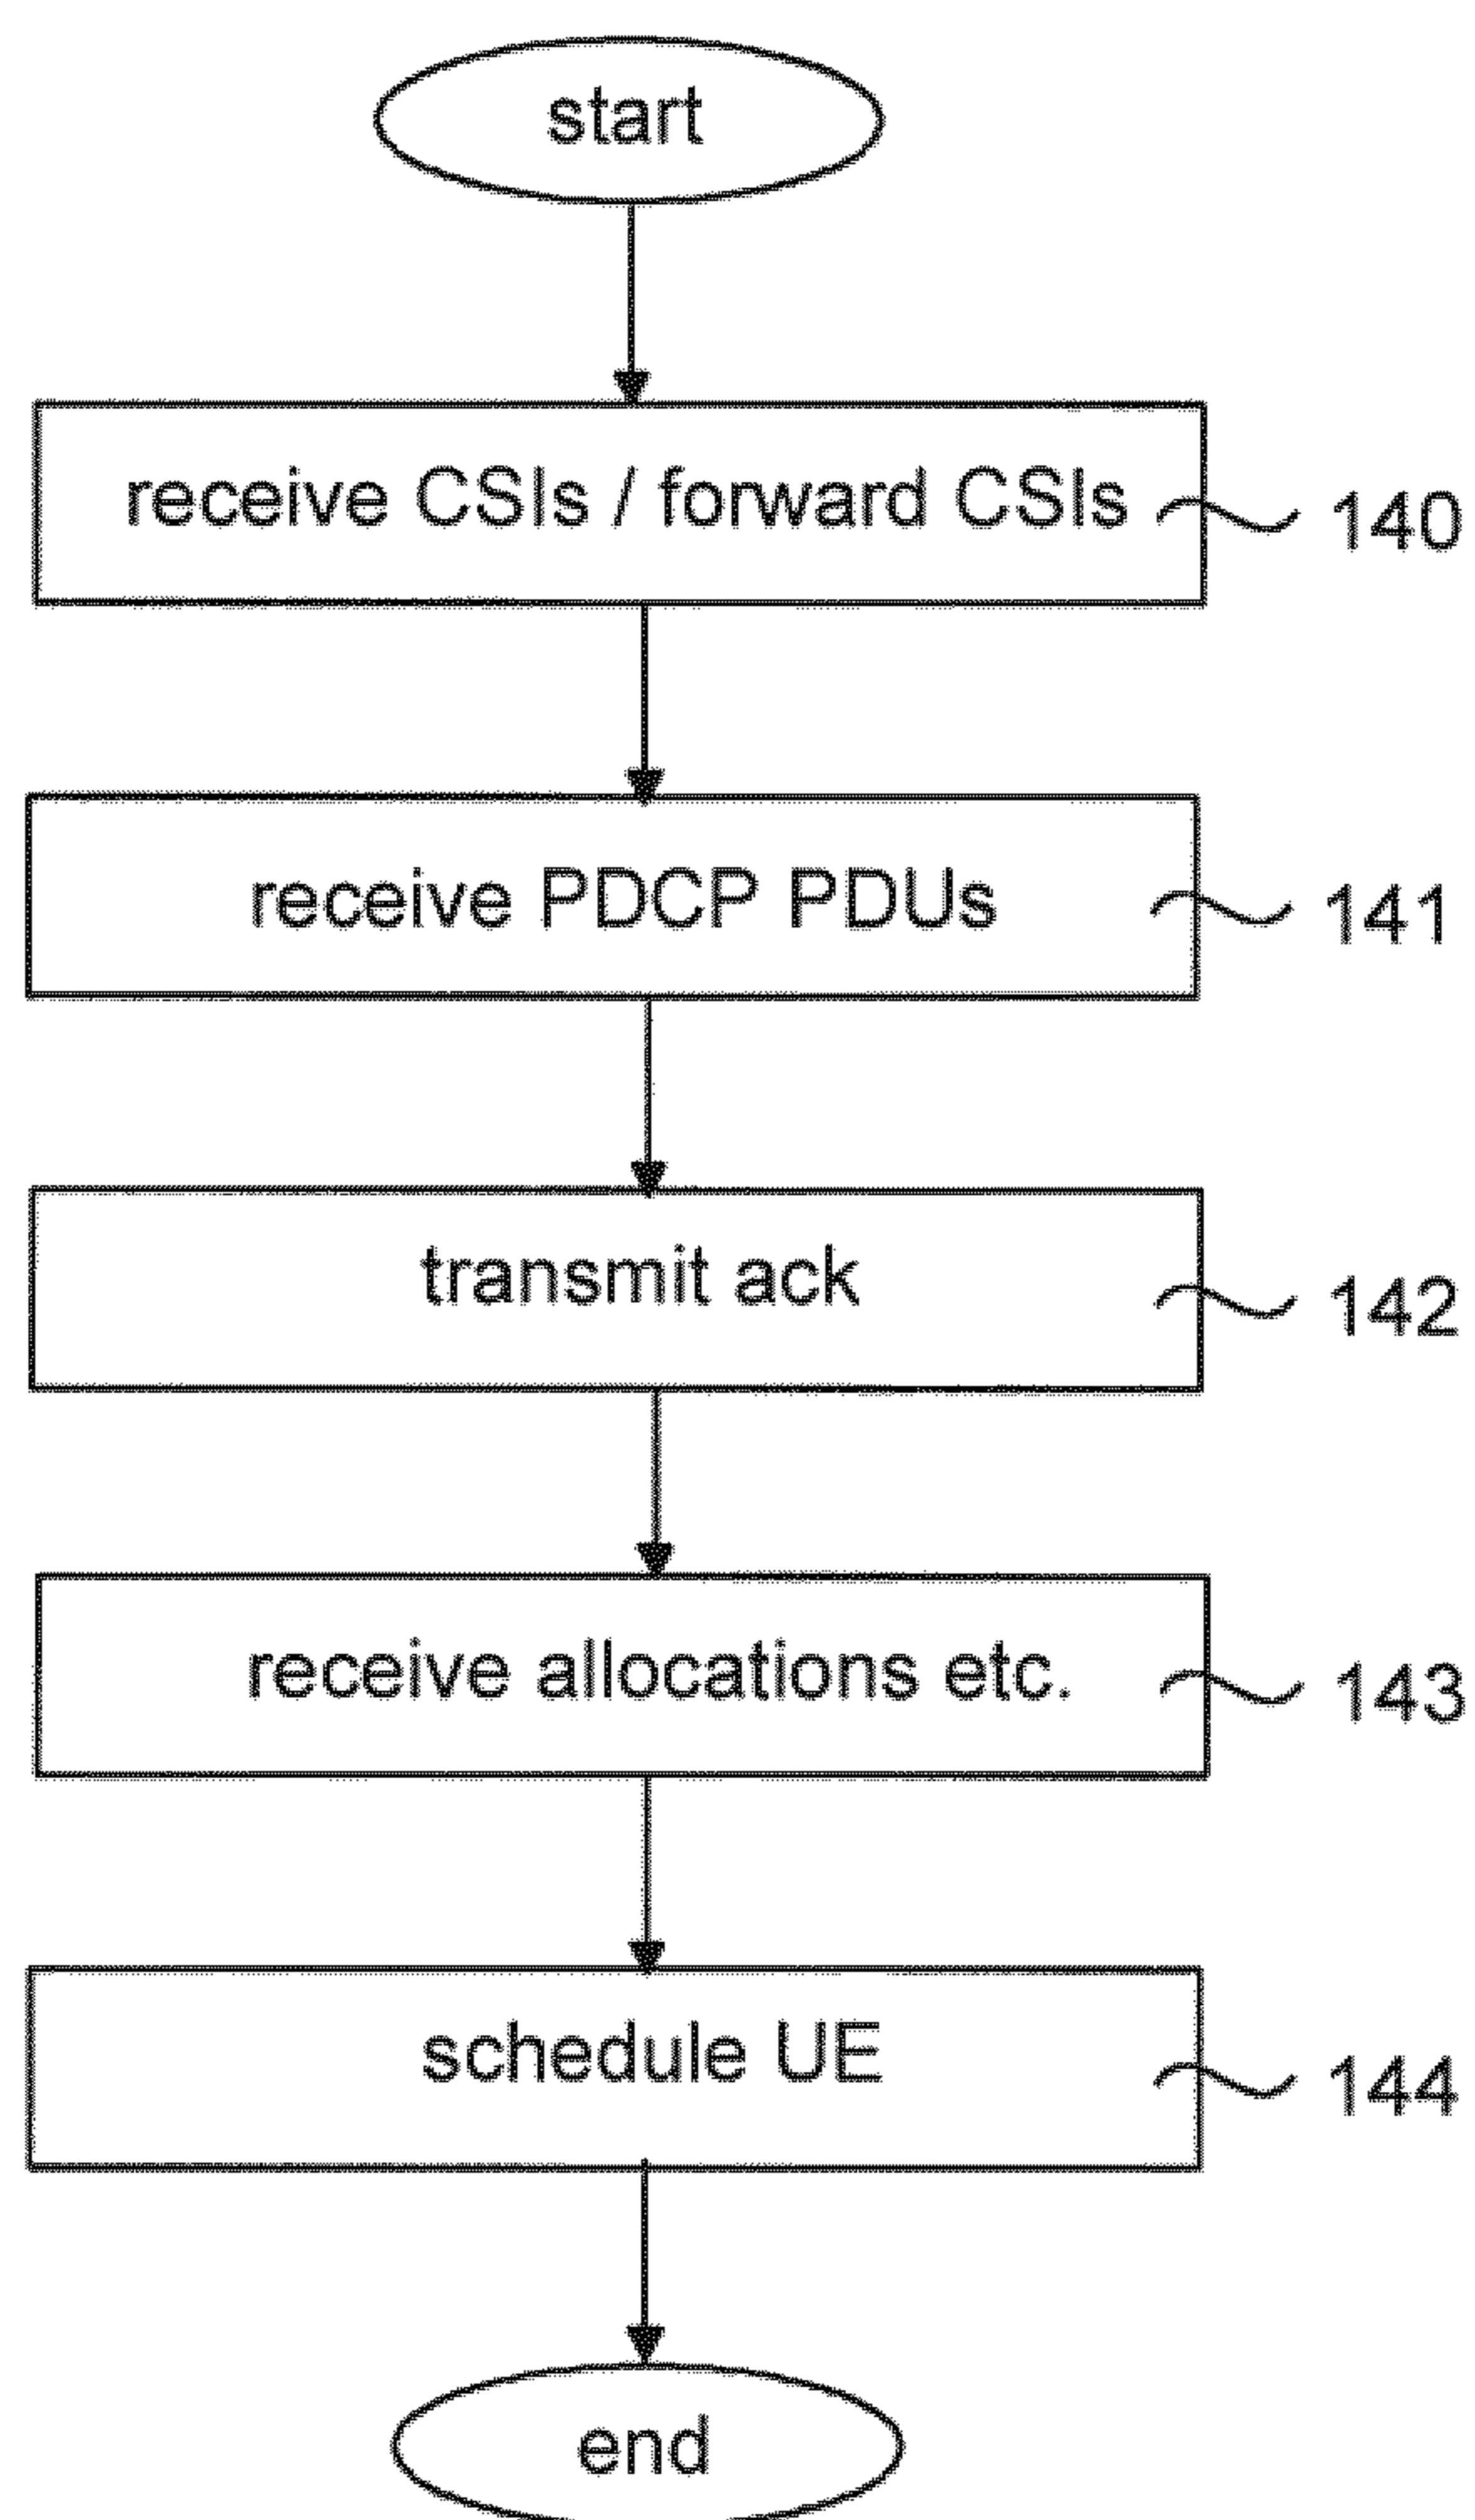 start
receive CSIs / forward CSIs 140
receive PDCP PDUs 141
transmit ack 142
receive allocations etc. 143
schedule UE 144
end